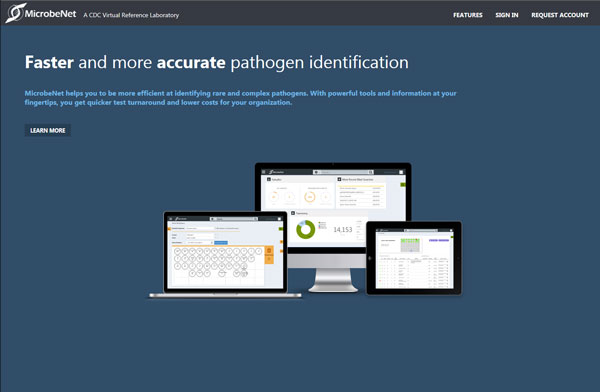 MicrobeNet A CDC Virtual Reference Laboratory
FEATURES SIGN IN REQUEST ACCOUNT
Faster and more accurate pathogen identification
MicrobeNet helps you to be more efficient at identifying rare and complex pathogens. With powerful tools and information at your
fingertips, you get quicker test turnaround and lower costs for your organization.
LEARN MORE
14,153